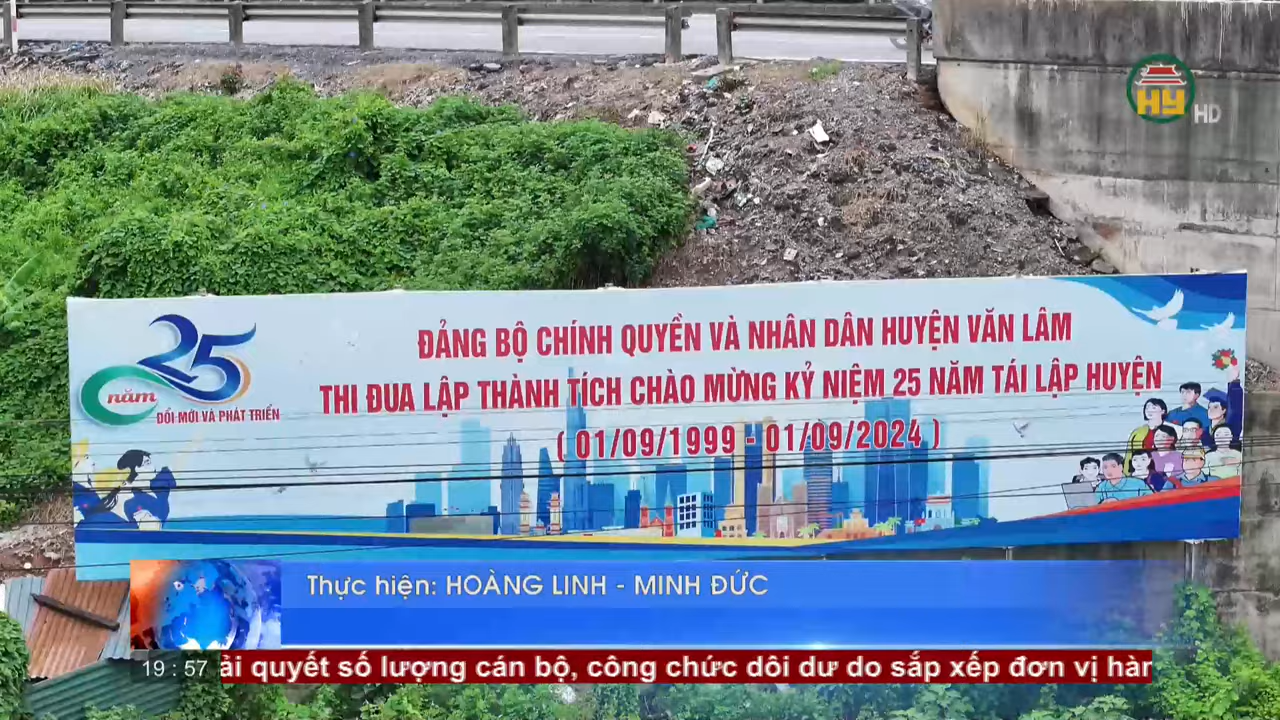 HY HD
25
năm
ĐỔI MỚI VÀ PHÁT TRIỂN
ĐẢNG BỘ CHÍNH QUYỀN VÀ NHÂN DÂN HUYỆN VĂN LÂM
THI ĐUA LẬP THÀNH TÍCH CHÀO MỪNG KỶ NIỆM 25 NĂM TÁI LẬP HUYỆN
( 01/09/1999 - 01/09/2024 )
Thực hiện: HOÀNG LINH - MINH ĐỨC
19 : 57 ải quyết số lượng cán bộ, công chức dôi dư do sắp xếp đơn vị hàn